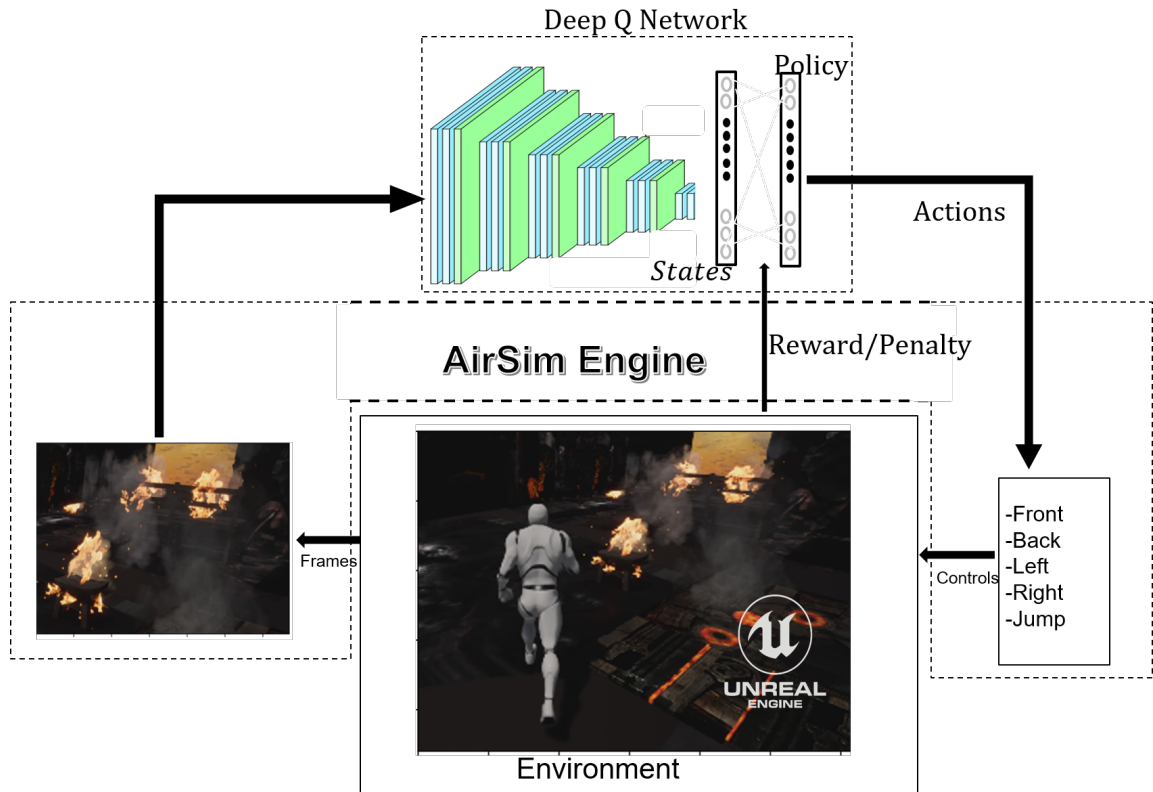 Deep Q Network
Policy
States
Actions
AirSim Engine
Reward/Penalty
Frames
Controls
-Front
-Back
-Left
-Right
-Jump
UNREAL
ENGINE
Environment